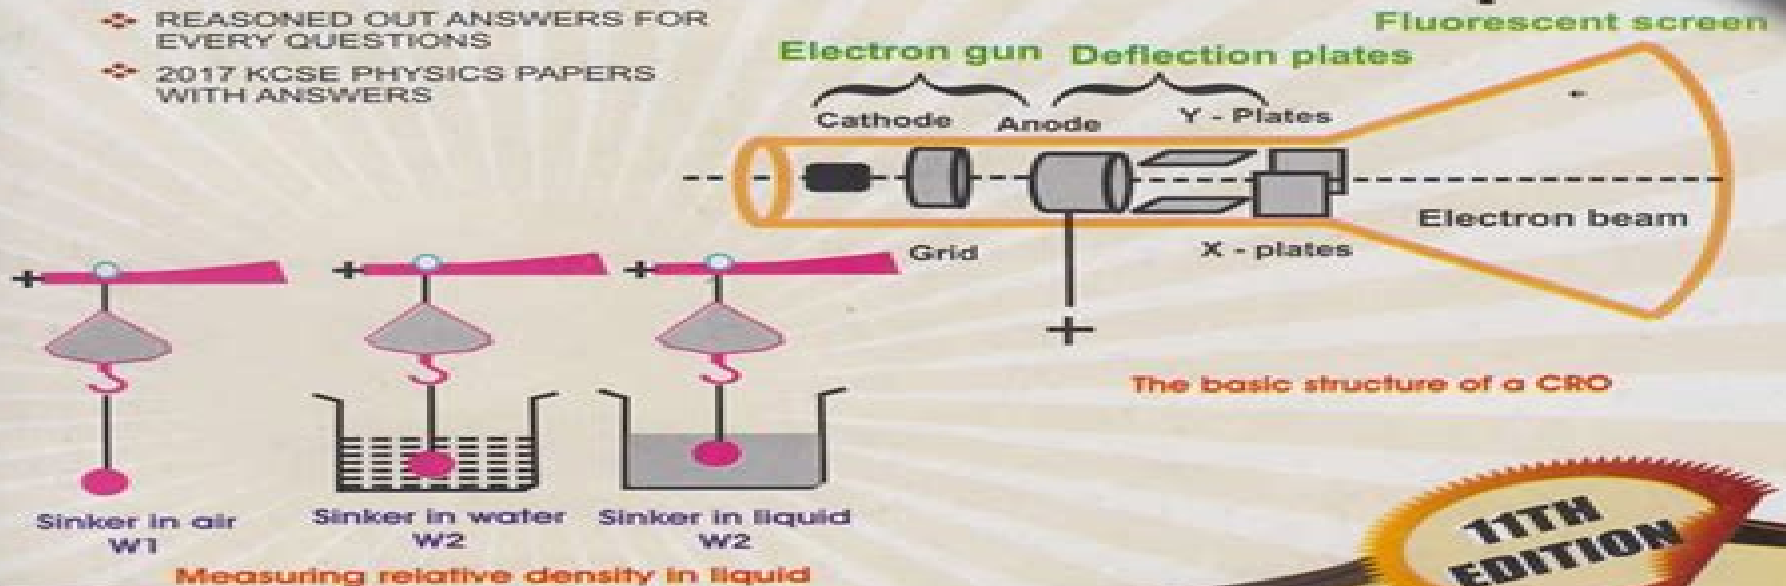 REASONED OUT ANSWERS FOR
EVERY QUESTIONS
2017 KCSE PHYSICS PAPERS
WITH ANSWERS
Fluorescent screen
Electron gun
Deflection plates
Cathode
Anode
Y - Plates
Electron beam
Grid
X - plates
+
The basic structure of a CRO
+
+
+
Sinker in air
W1
Sinker in water
W2
Sinker in liquid
W2
Measuring relative density in liquid
11TH
EDITION